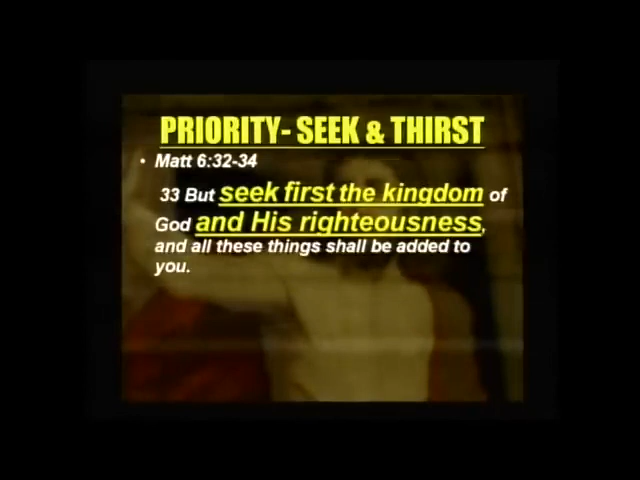 PRIORITY- SEEK & THIRST
• Matt 6:32-34
33 But seek first the kingdom of
God and His righteousness,
and all these things shall be added to
you.